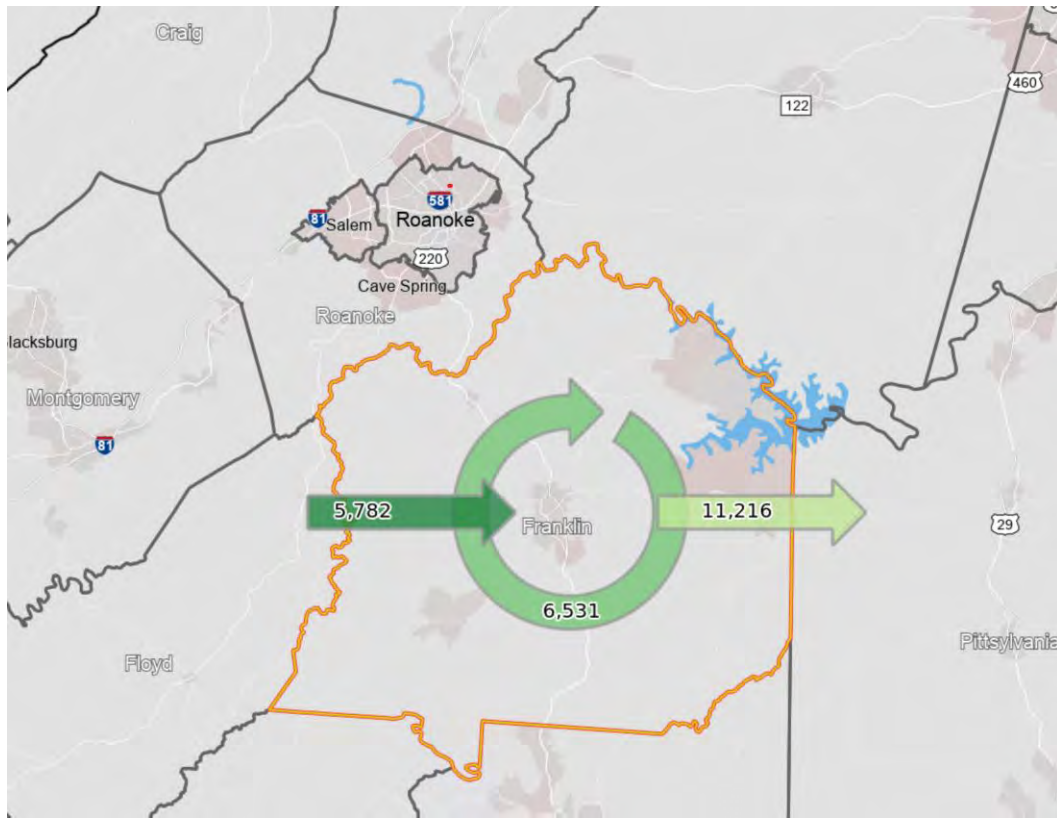 Craig
460
122
581
81
Salem
Roanoke
220
Cave Spring
Roanoke
lacksburg
Montgomery
81
5,782
11,216
Franklin
29
6,531
Floyd
Pittsylvania